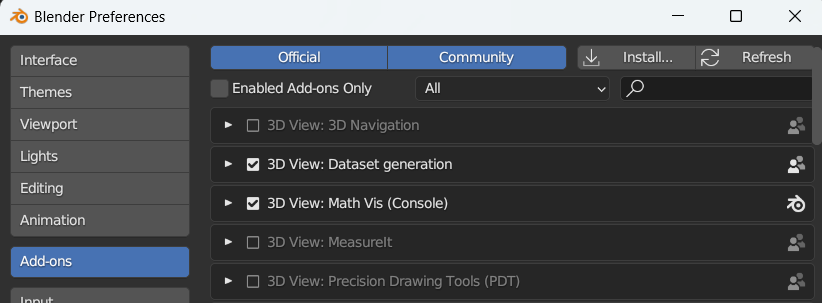 Blender Preferences
Interface
Themes
Viewport
Lights
Editing
Animation
Add-ons
Input
Official Community Install... Refresh
Enabled Add-ons Only All
3D View: 3D Navigation
3D View: Dataset generation
3D View: Math Vis (Console)
3D View: MeasureIt
3D View: Precision Drawing Tools (PDT)